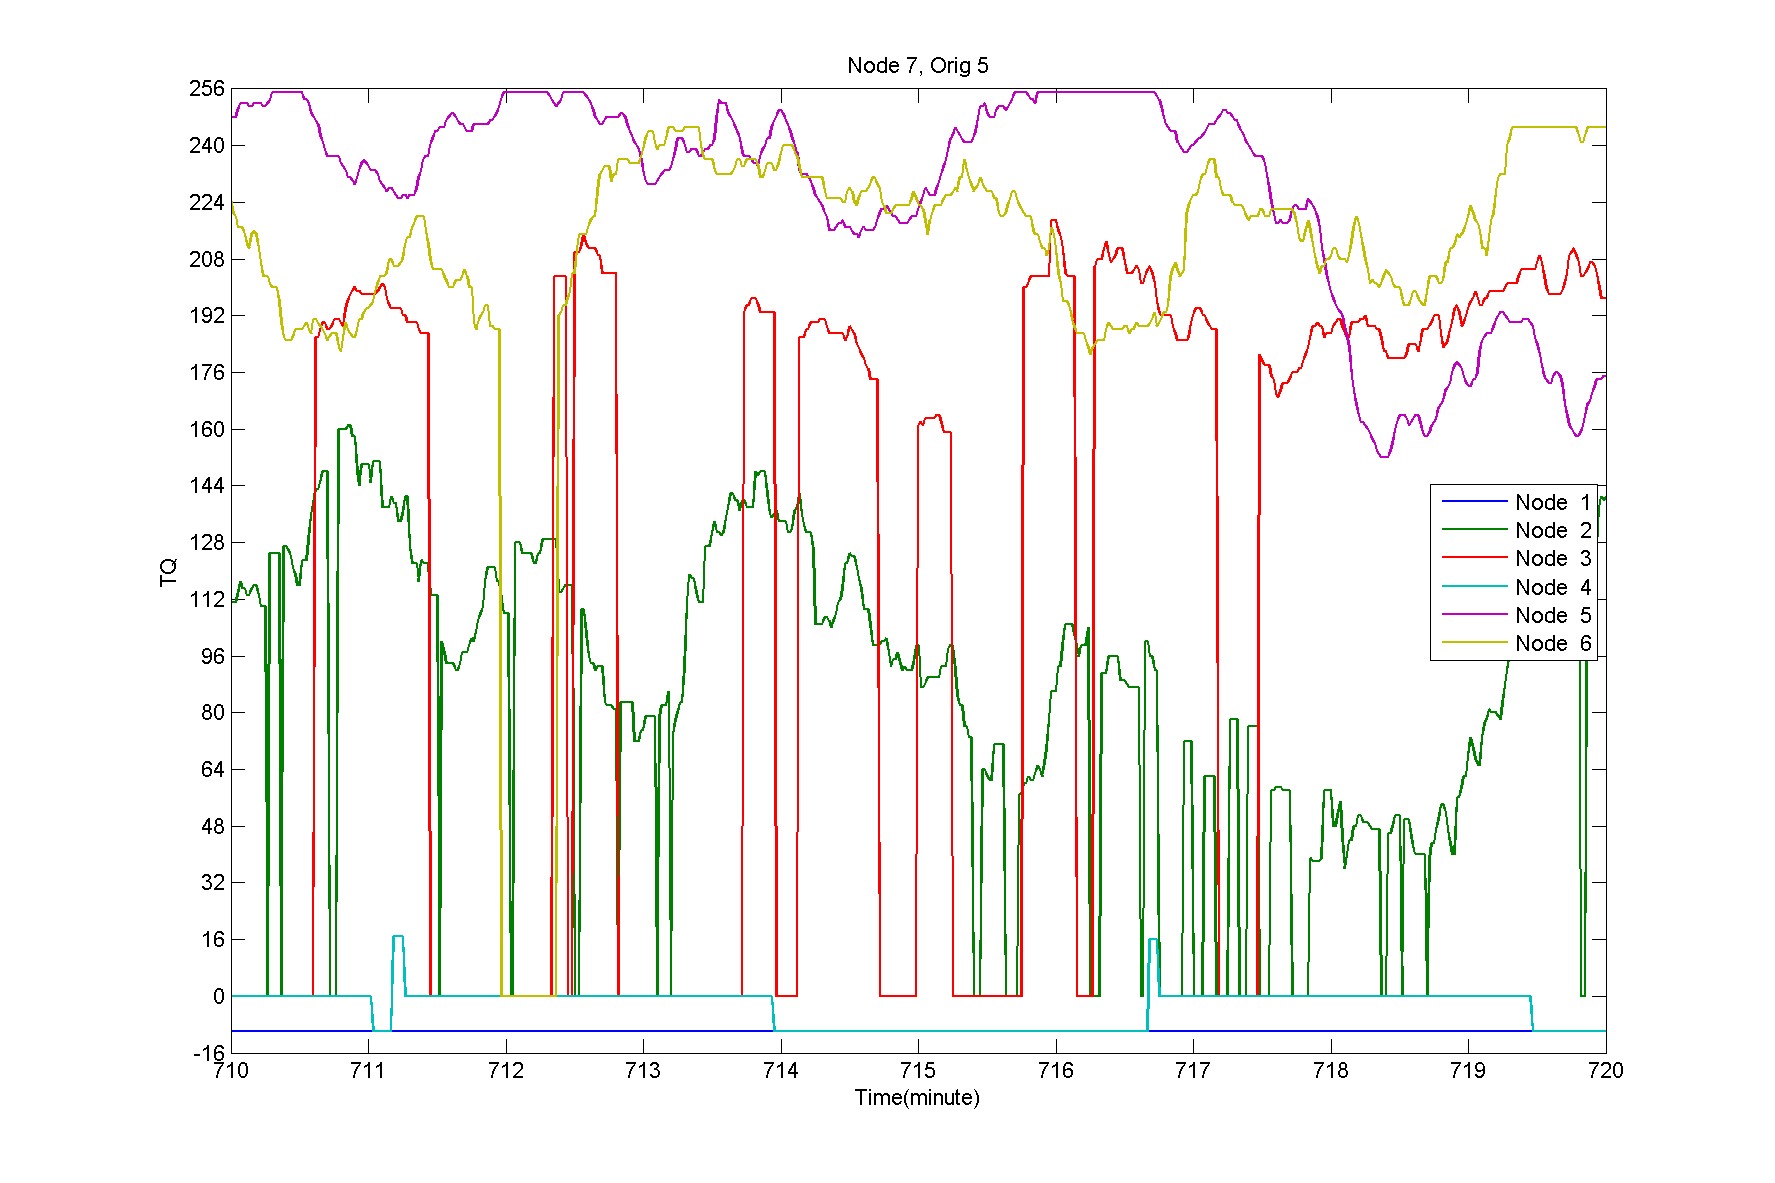 Node 7, Orig 5
256
240
224
208
192
176
160
144
128
112
96
80
64
48
32
16
0
-16
TQ
710 711 712 713 714 715 716 717 718 719 720
Time(minute)
Node 1
Node 2
Node 3
Node 4
Node 5
Node 6